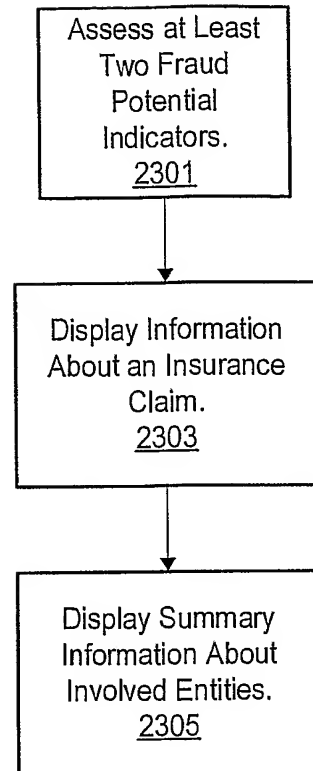 Assess at Least
Two Fraud
Potential
Indicators.
2301
Display Information
About an Insurance
Claim.
2303
Display Summary
Information About
Involved Entities.
2305